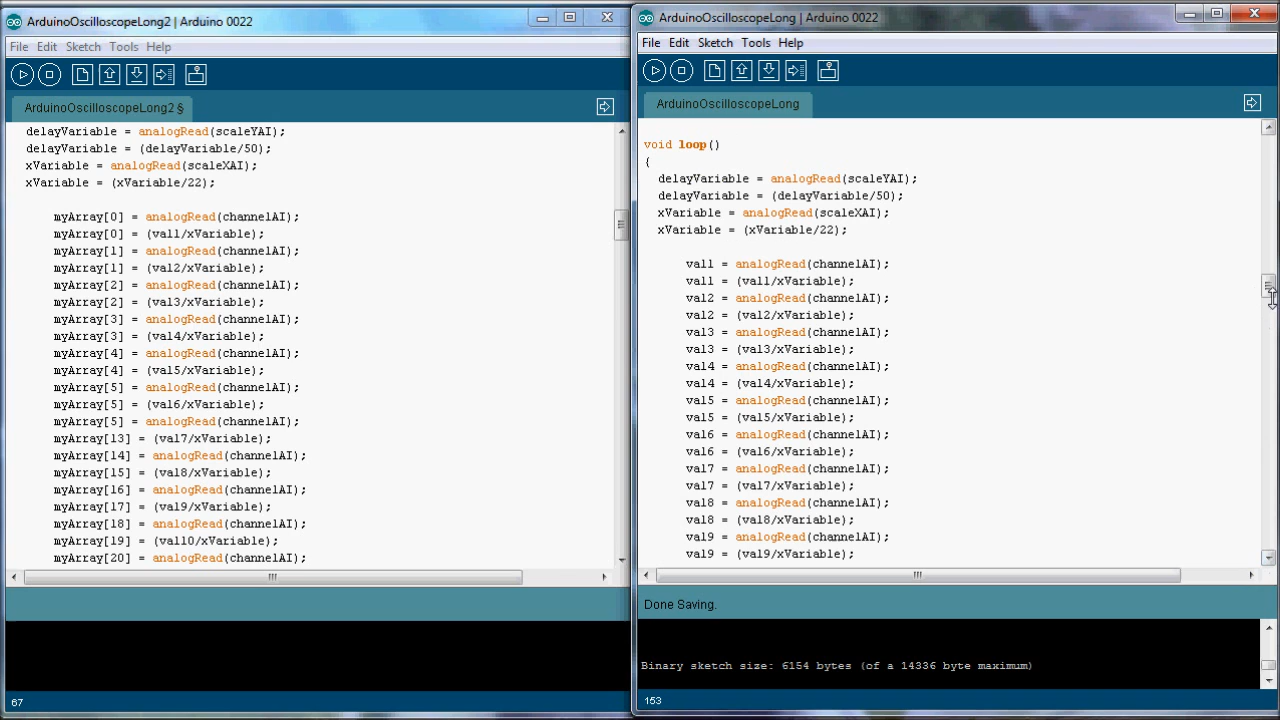 ArduinoOscilloscopeLong2 | Arduino 0022
File Edit Sketch Tools Help
ArduinoOscilloscopeLong2 §
delayVariable = analogRead(scaleYAI);
delayVariable = (delayVariable/50);
xVariable = analogRead(scaleXAI);
xVariable = (xVariable/22);
myArray[0] = analogRead(channelAI);
myArray[0] = (val1/xVariable);
myArray[1] = analogRead(channelAI);
myArray[1] = (val2/xVariable);
myArray[2] = analogRead(channelAI);
myArray[2] = (val3/xVariable);
myArray[3] = analogRead(channelAI);
myArray[3] = (val4/xVariable);
myArray[4] = analogRead(channelAI);
myArray[4] = (val5/xVariable);
myArray[5] = analogRead(channelAI);
myArray[5] = (val6/xVariable);
myArray[5] = analogRead(channelAI);
myArray[13] = (val7/xVariable);
myArray[14] = analogRead(channelAI);
myArray[15] = (val8/xVariable);
myArray[16] = analogRead(channelAI);
myArray[17] = (val9/xVariable);
myArray[18] = analogRead(channelAI);
myArray[19] = (val10/xVariable);
myArray[20] = analogRead(channelAI);
67
ArduinoOscilloscopeLong | Arduino 0022
File Edit Sketch Tools Help
ArduinoOscilloscopeLong
void loop()
{
delayVariable = analogRead(scaleYAI);
delayVariable = (delayVariable/50);
xVariable = analogRead(scaleXAI);
xVariable = (xVariable/22);
val1 = analogRead(channelAI);
val1 = (val1/xVariable);
val2 = analogRead(channelAI);
val2 = (val2/xVariable);
val3 = analogRead(channelAI);
val3 = (val3/xVariable);
val4 = analogRead(channelAI);
val4 = (val4/xVariable);
val5 = analogRead(channelAI);
val5 = (val5/xVariable);
val6 = analogRead(channelAI);
val6 = (val6/xVariable);
val7 = analogRead(channelAI);
val7 = (val7/xVariable);
val8 = analogRead(channelAI);
val8 = (val8/xVariable);
val9 = analogRead(channelAI);
val9 = (val9/xVariable);
Done Saving.
Binary sketch size: 6154 bytes (of a 14336 byte maximum)
153